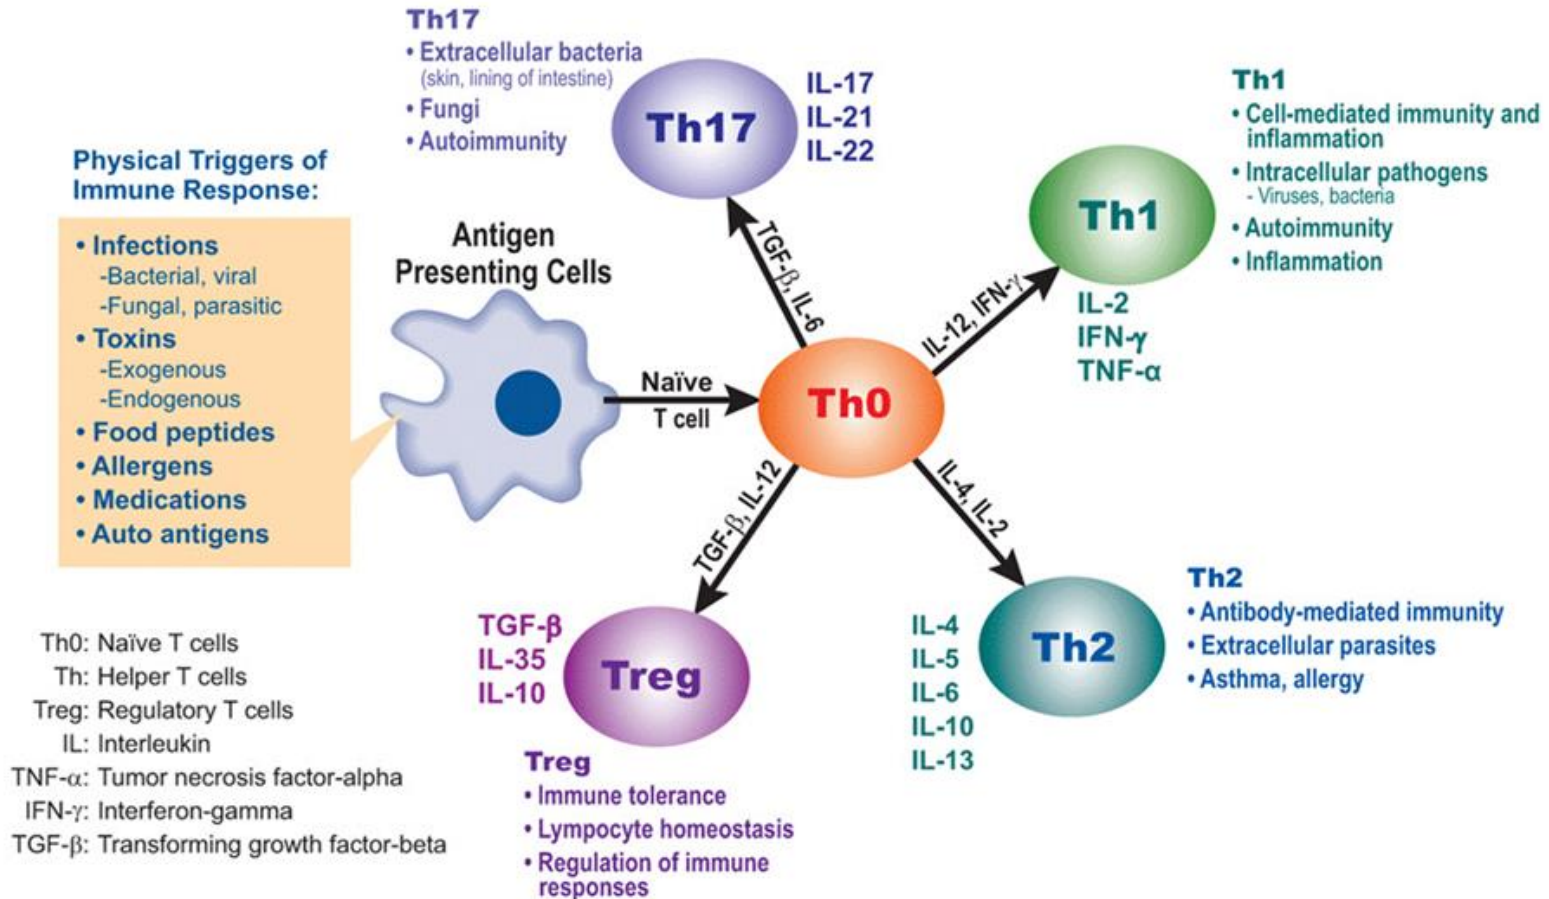 Th17
• Extracellular bacteria
(skin, lining of intestine)
• Fungi
• Autoimmunity
Th17
IL-17
IL-21
IL-22
Th1
• Cell-mediated immunity and
inflammation
• Intracellular pathogens
- Viruses, bacteria
• Autoimmunity
• Inflammation
Th1
IL-2
IFN-γ
TNF-α
Physical Triggers of
Immune Response:
• Infections
-Bacterial, viral
-Fungal, parasitic
• Toxins
-Exogenous
-Endogenous
• Food peptides
• Allergens
• Medications
• Auto antigens
Antigen
Presenting Cells
Naïve
T cell
Th0
TGF-β, IL-6
IL-12, IFN-γ
TGF-β, IL-12
IL-4, IL-2
TGF-β
IL-35
IL-10
Treg
Treg
• Immune tolerance
• Lympocyte homeostasis
• Regulation of immune
responses
IL-4
IL-5
IL-6
IL-10
IL-13
Th2
Th2
• Antibody-mediated immunity
• Extracellular parasites
• Asthma, allergy
Th0: Naïve T cells
Th: Helper T cells
Treg: Regulatory T cells
IL: Interleukin
TNF-α: Tumor necrosis factor-alpha
IFN-γ: Interferon-gamma
TGF-β: Transforming growth factor-beta